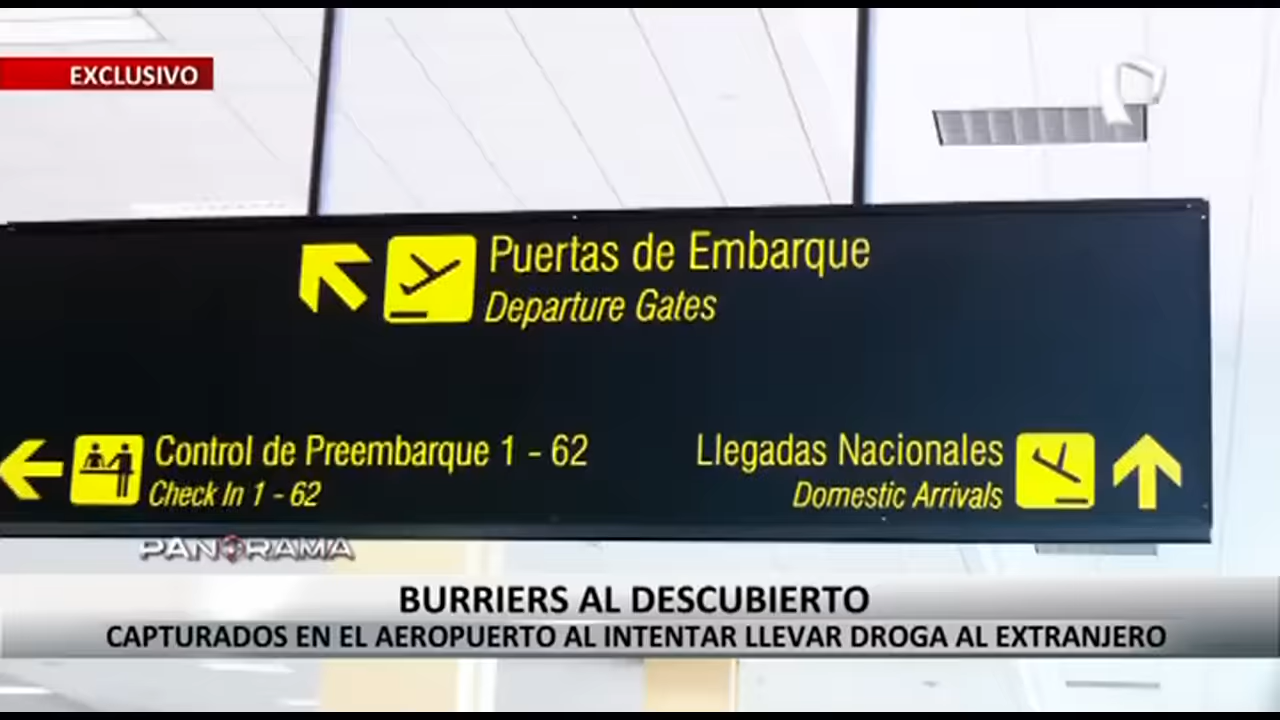 EXCLUSIVO
Puertas de Embarque
Departure Gates
Control de Preembarque 1 - 62
Check In 1 - 62
Llegadas Nacionales
Domestic Arrivals
PANORAMA
BURRIERS AL DESCUBIERTO
CAPTURADOS EN EL AEROPUERTO AL INTENTAR LLEVAR DROGA AL EXTRANJERO